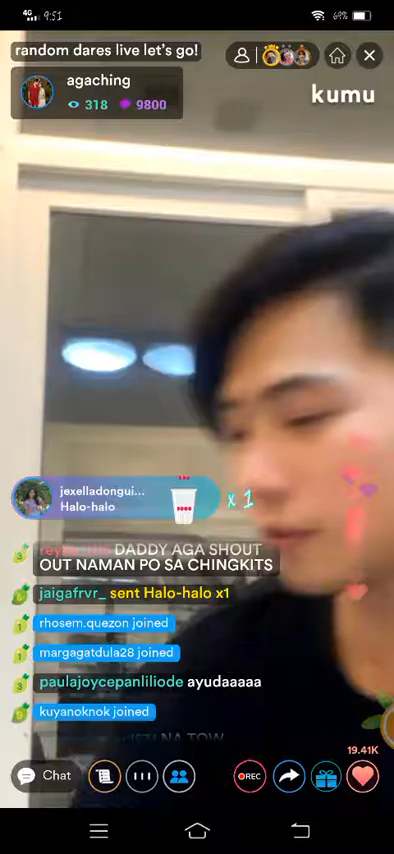 4G 9:51 69%
random dares live let's go!
agaching
318 9800
kumu
jexelladongui...
Halo-halo
x 1
DADDY AGA SHOUT
OUT NAMAN PO SA CHINGKITS
jaigafrvr_ sent Halo-halo x1
rhosem.quezon joined
margagatdula28 joined
paulajoycepanliliode ayudaaaaa
kuyanoknok joined
NA TOW
19.41K
Chat
REC